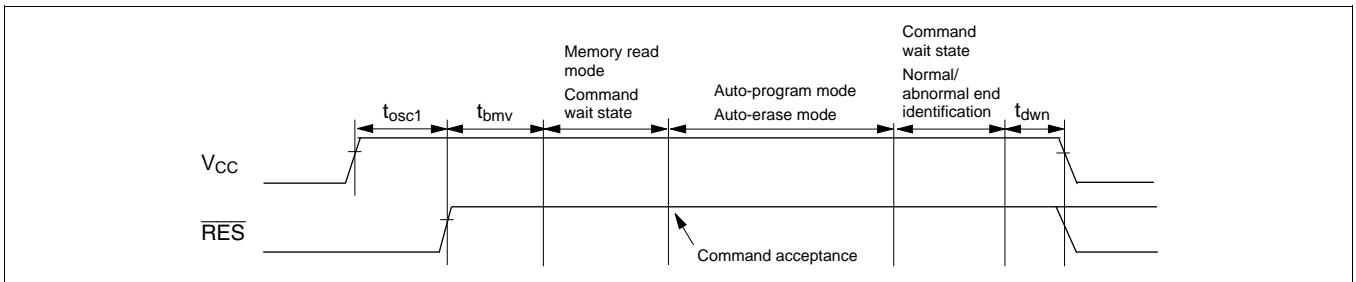 Memory read
mode
Command
wait state
Auto-program mode
Auto-erase mode
Command
wait state
Normal/
abnormal end
identification
tosc1
tbmv
tdwn
VCC
RES
Command acceptance